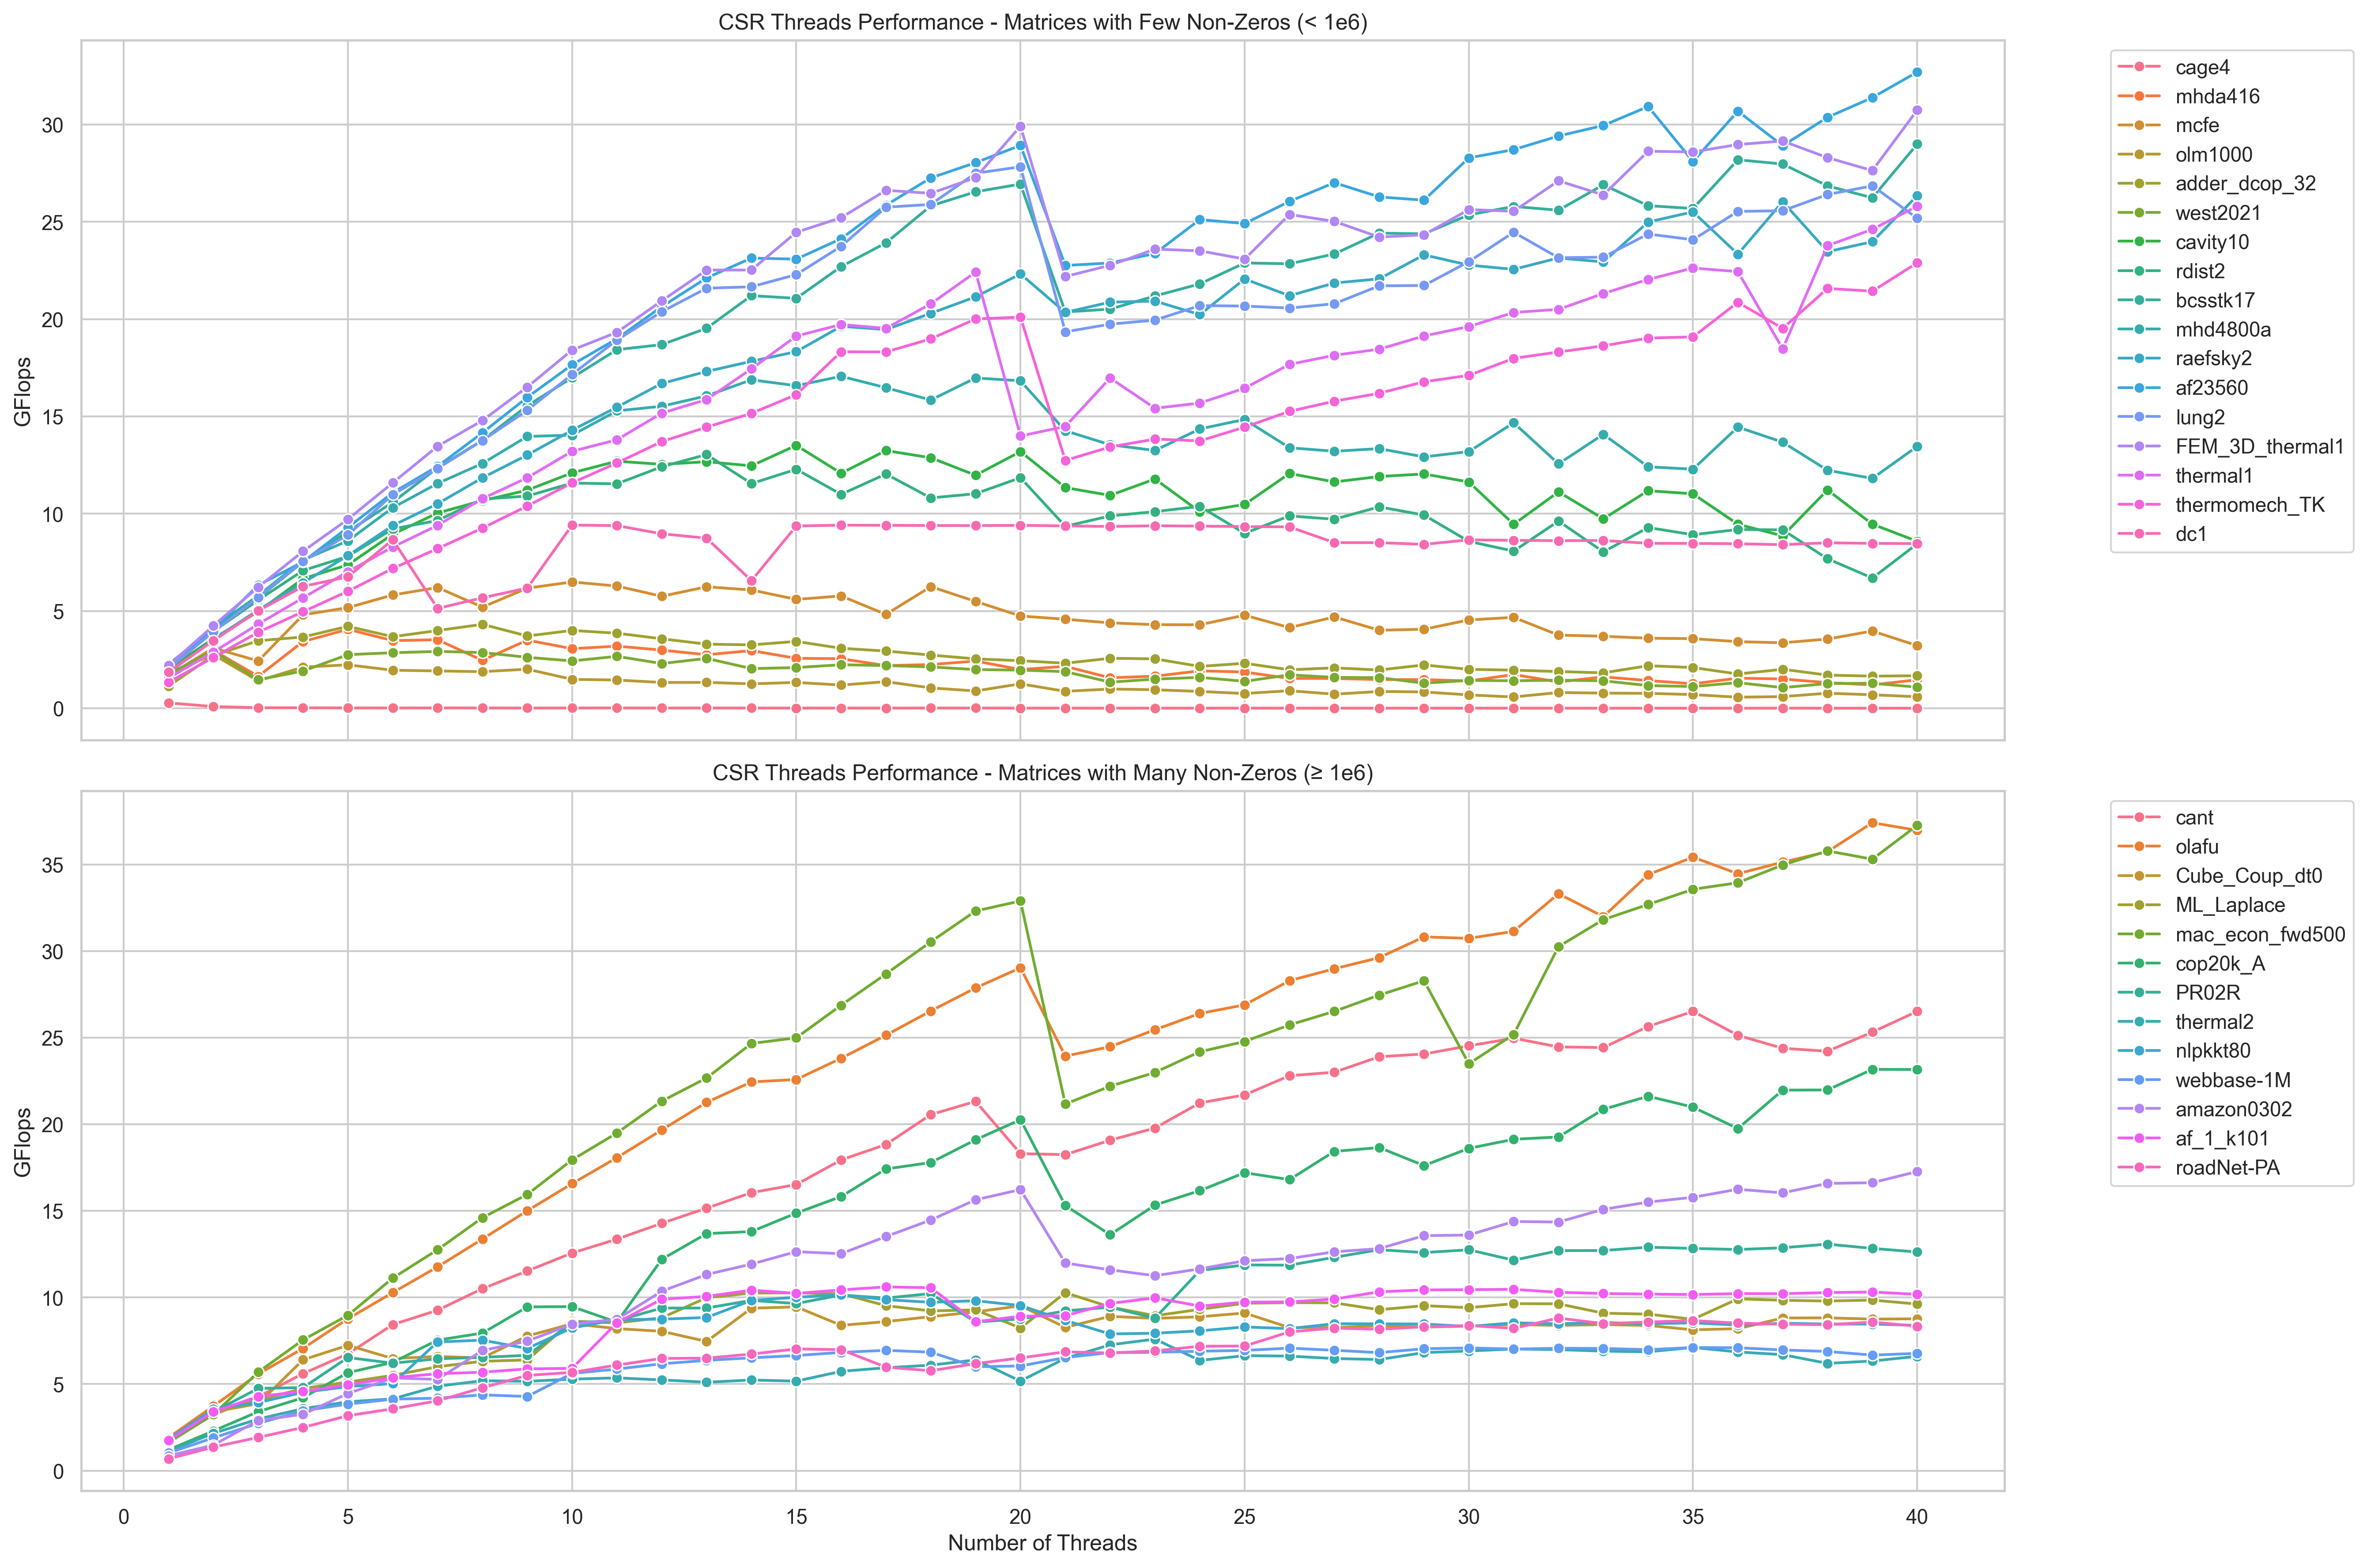 CSR Threads Performance - Matrices with Few Non-Zeros (< 1e6)
GFlops
30
25
20
15
10
5
0
cage4
mhda416
mcfe
olm1000
adder_dcop_32
west2021
cavity10
rdist2
bcsstk17
mhd4800a
raefsky2
af23560
lung2
FEM_3D_thermal1
thermal1
thermomech_TK
dc1
CSR Threads Performance - Matrices with Many Non-Zeros (≥ 1e6)
GFlops
35
30
25
20
15
10
5
0
cant
olafu
Cube_Coup_dt0
ML_Laplace
mac_econ_fwd500
cop20k_A
PR02R
thermal2
nlpkkt80
webbase-1M
amazon0302
af_1_k101
roadNet-PA
0 5 10 15 20 25 30 35 40
Number of Threads